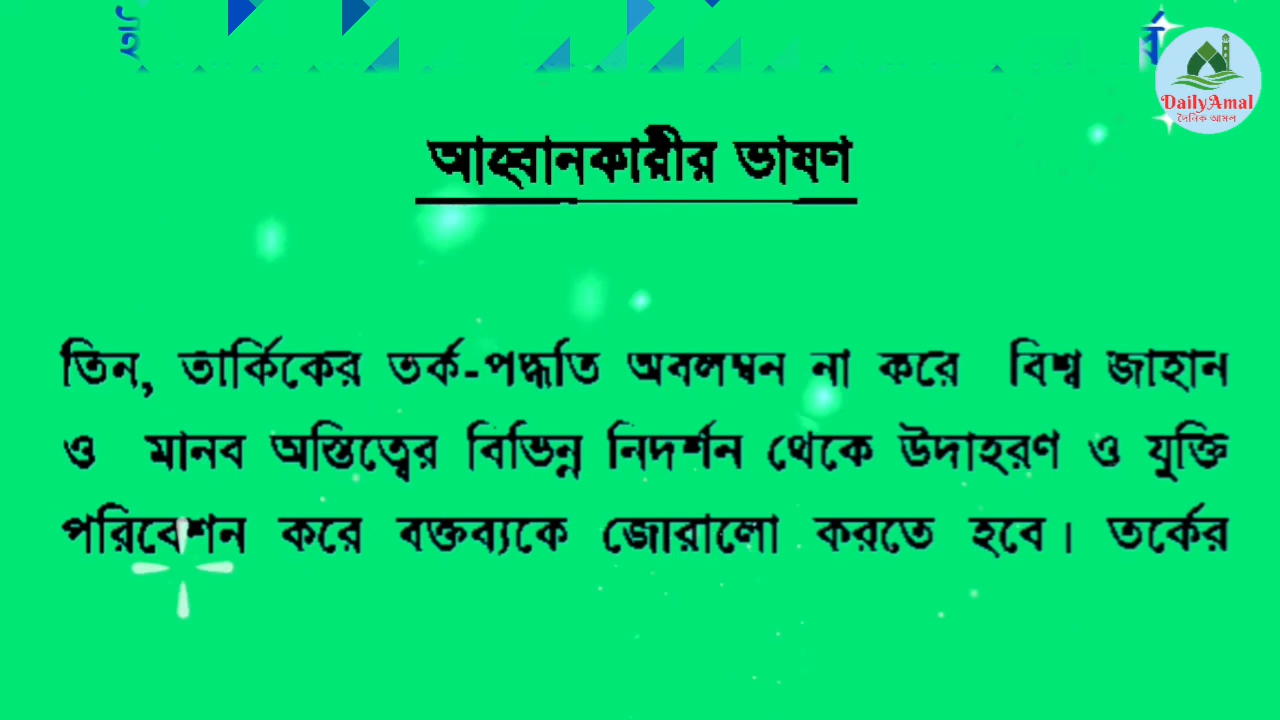 DailyAmal
দৈনিক আমল
আহ্বানকারীর ভাষণ
তিন, তার্কিকের তর্ক-পদ্ধতি অবলম্বন না করে বিশ্ব জাহান
ও মানব অস্তিত্বের বিভিন্ন নিদর্শন থেকে উদাহরণ ও যুক্তি
পরিবেশন করে বক্তব্যকে জোরালো করতে হবে। তর্কের